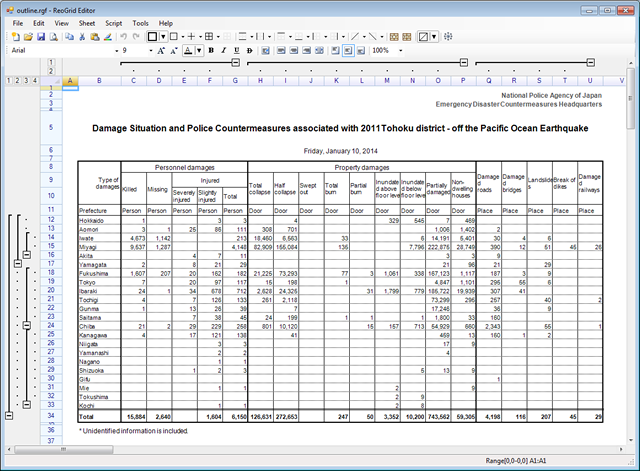 outline.rgf - ReoGrid Editor
File Edit Script Tools Help
Arial 9 B I U D 100%
1
2
1 2 3 4 A B C D E F G H I J K L M N O P Q R S T U V
National Police Agency of Japan
Emergency Disaster Countermeasures Headquarters
Damage Situation and Police Countermeasures associated with 2011Tohoku district - off the Pacific Ocean Earthquake
Friday, January 10, 2014
Personnel damages Property damages
Type of damages Killed Missing Injured Total collapse Half collapse Swept out Total burn Partial burn Inundated above floor level Inundated below floor level Partially damaged Non-dwelling houses Damaged roads Damaged bridges Landslides Break of dikes Damaged railways
Severely injured Slightly injured Total
Prefecture Person Person Person Person Person Door Door Door Door Door Door Door Door Door Place Place Place Place Place
Hokkaido 1 3 4 329 545 7 469
Aomori 3 1 25 86 111 308 701 1,006 1,402 2
Iwate 4,673 1,142 213 18,460 6,563 33 6 14,191 5,401 30 4 6
Miyagi 9,537 1,287 4,148 82,909 155,084 135 7,796 222,875 28,749 390 12 51 45 26
Akita 4 7 11 3 3 9
Yamagata 2 8 21 29 21 96 21 29
Fukushima 1,607 207 20 162 182 21,225 73,293 77 3 1,061 338 167,123 1,117 187 3 9
Tokyo 7 20 97 117 15 198 1 4,847 1,101 295 55 6
Ibaraki 24 1 34 678 712 2,628 24,325 31 1,799 779 185,722 19,939 307 41
Tochigi 4 7 126 133 261 2,118 73,299 295 257 40 2
Gunma 1 13 26 39 7 17,246 36 9
Saitama 7 38 45 24 199 1 1 1,800 33 160
Chiba 21 2 29 229 258 801 10,120 16 157 713 54,929 660 2,343 55 1
Kanagawa 4 17 121 138 41 459 13 160 1 2
Niigata 3 3 17 9
Yamanashi 2 2 4
Nagano 1 1
Shizuoka 1 2 3 5 13 9
Gifu 1
Mie 1 1 2 9
Tokushima 2 9
Kochi 1 1 2 8
Total 15,884 2,640 1,604 6,150 126,631 272,653 247 50 3,352 10,200 743,562 59,305 4,198 116 207 45 29
* Unidentified information is included.
Range[0,0-0,0] A1:A1